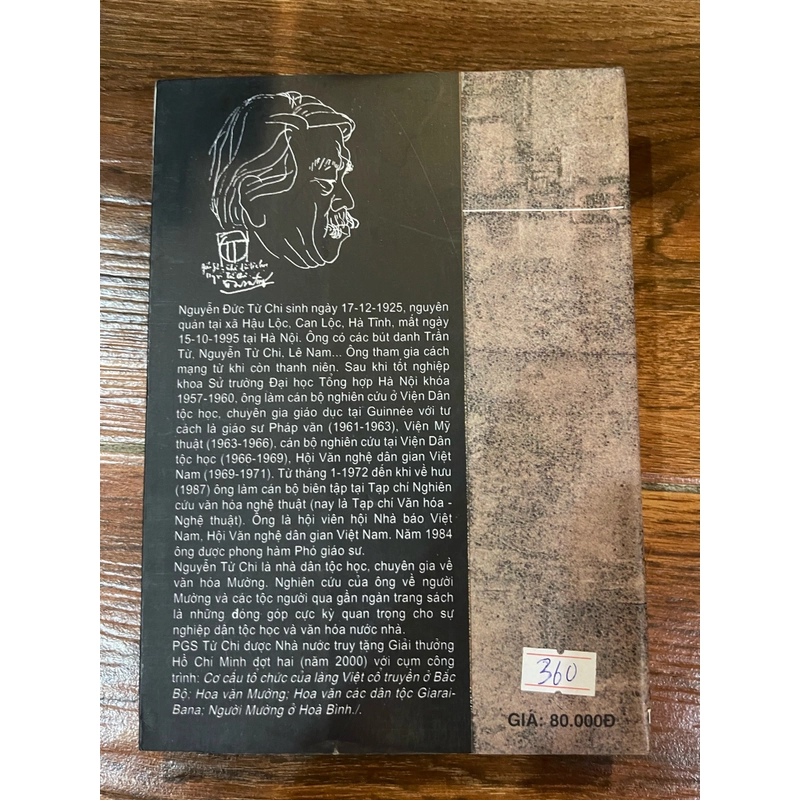 Nguyễn Đức Từ Chi sinh ngày 17-12-1925, nguyên
quán tại xã Hậu Lộc, Can Lộc, Hà Tĩnh, mất ngày
15-10-1995 tại Hà Nội. Ông có các bút danh Trần
Từ, Nguyễn Từ Chi, Lê Nam... Ông tham gia cách
mạng từ khi còn thanh niên. Sau khi tốt nghiệp
khoa Sử trường Đại học Tổng hợp Hà Nội khóa
1957-1960, ông làm cán bộ nghiên cứu ở Viện Dân
tộc học, chuyên gia giáo dục tại Guinnée với tư
cách là giáo sư Pháp văn (1961-1963), Viện Mỹ
thuật (1963-1966), cán bộ nghiên cứu tại Viện Dân
tộc học (1966-1969), Hội Văn nghệ dân gian Việt
Nam (1969-1971). Từ tháng 1-1972 đến khi về hưu
(1987) ông làm cán bộ biên tập tại Tạp chí Nghiên
cứu văn hóa nghệ thuật (nay là Tạp chí Văn hóa -
Nghệ thuật). Ông là hội viên hội Nhà báo Việt
Nam, Hội Văn nghệ dân gian Việt Nam. Năm 1984
ông được phong hàm Phó giáo sư.
Nguyễn Từ Chi là nhà dân tộc học, chuyên gia về
văn hóa Mường. Nghiên cứu của ông về người
Mường và các tộc người qua gần ngàn trang sách
là những đóng góp cực kỳ quan trọng cho sự
nghiệp dân tộc học và văn hóa nước nhà.
PGS Từ Chi được Nhà nước truy tặng Giải thưởng
Hồ Chí Minh đợt hai (năm 2000) với cụm công
trình: Cơ cấu tổ chức của làng Việt cổ truyền ở Bắc
Bộ; Hoa văn Mường; Hoa văn các dân tộc Giarai-
Bana; Người Mường ở Hoà Bình./.
360
GIÁ: 80.000Đ